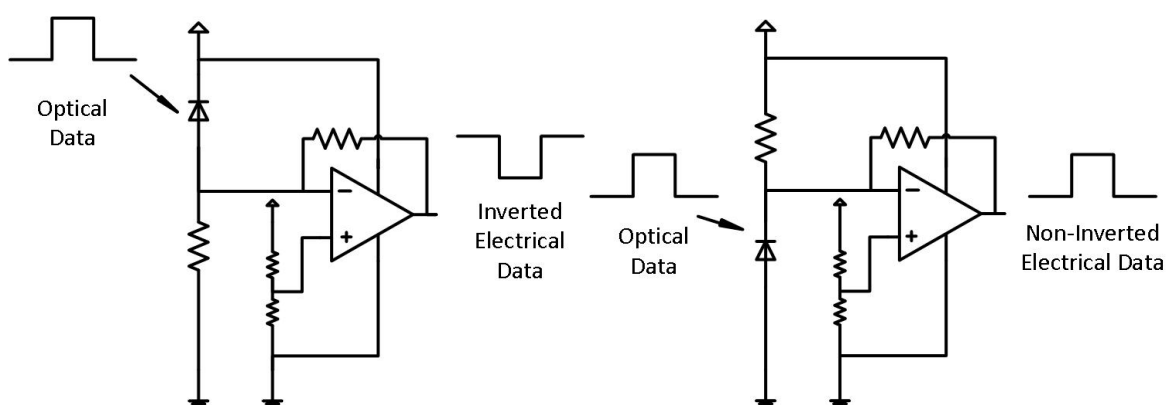 Optical
Data
−
+
Inverted
Electrical
Data
Optical
Data
−
+
Non-Inverted
Electrical Data